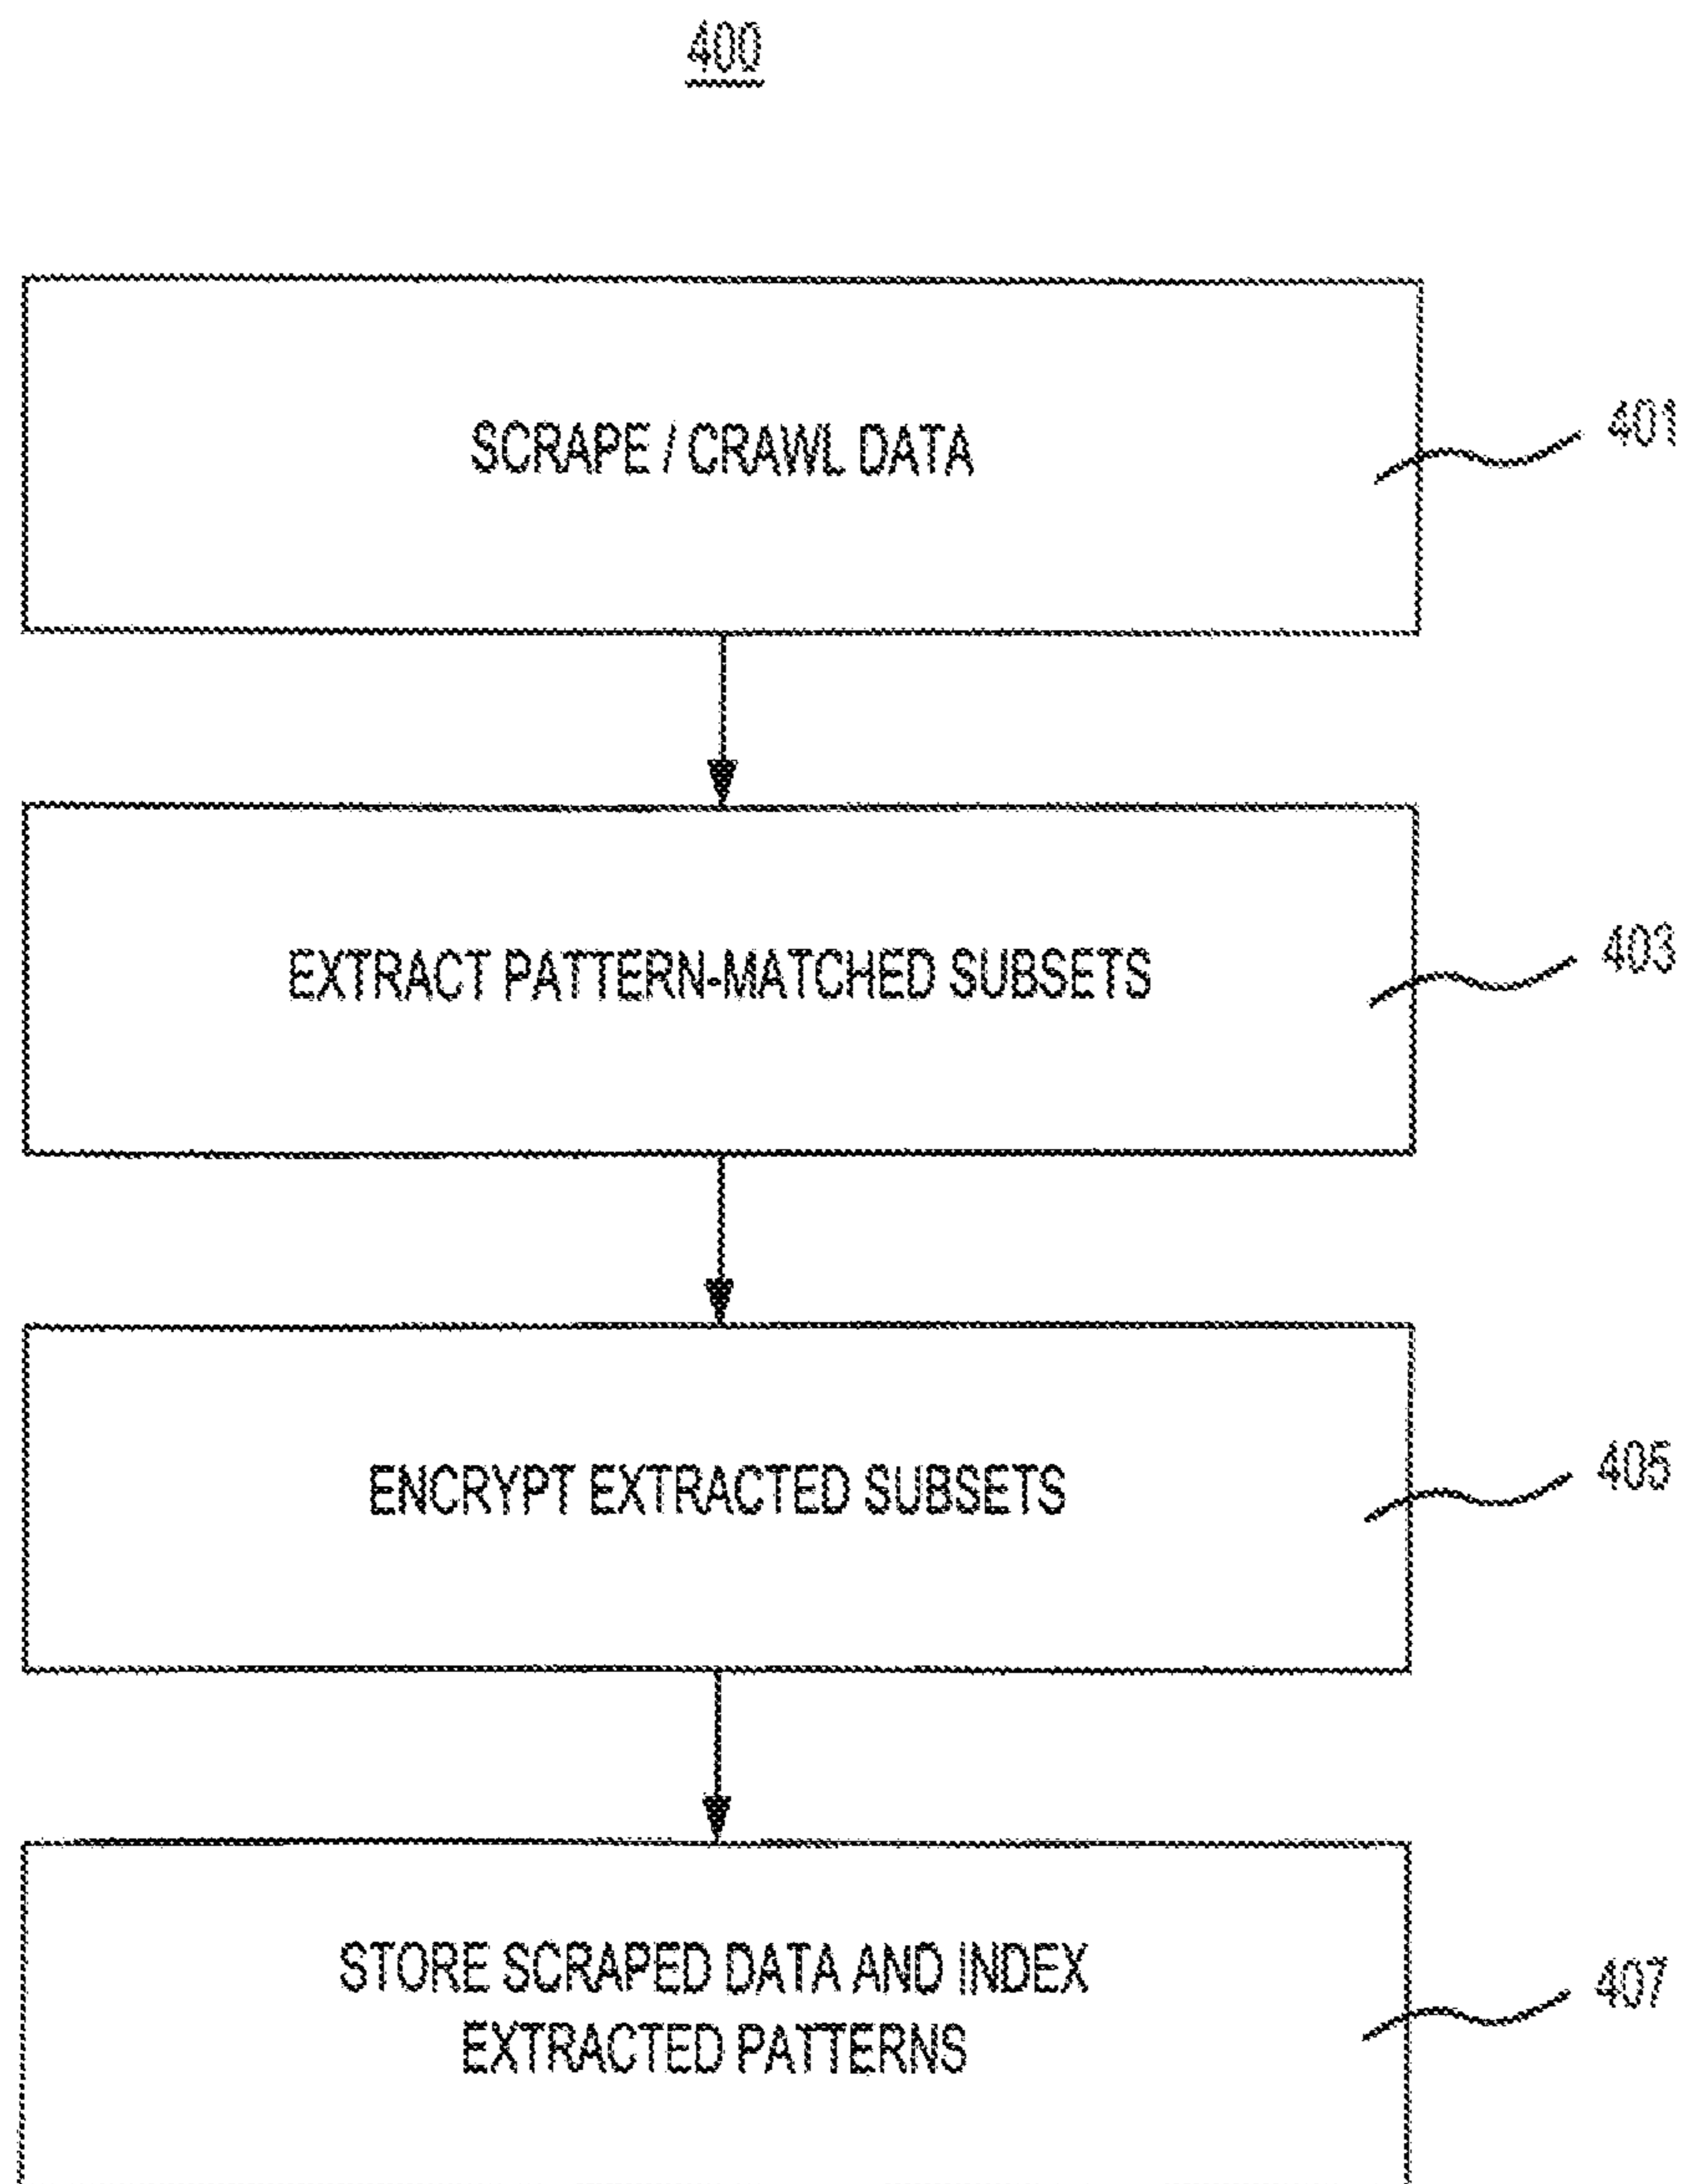 400
SCRAPE / CRAWL DATA
401
EXTRACT PATTERN-MATCHED SUBSETS
403
ENCRYPT EXTRACTED SUBSETS
405
STORE SCRAPED DATA AND INDEX
EXTRACTED PATTERNS
407